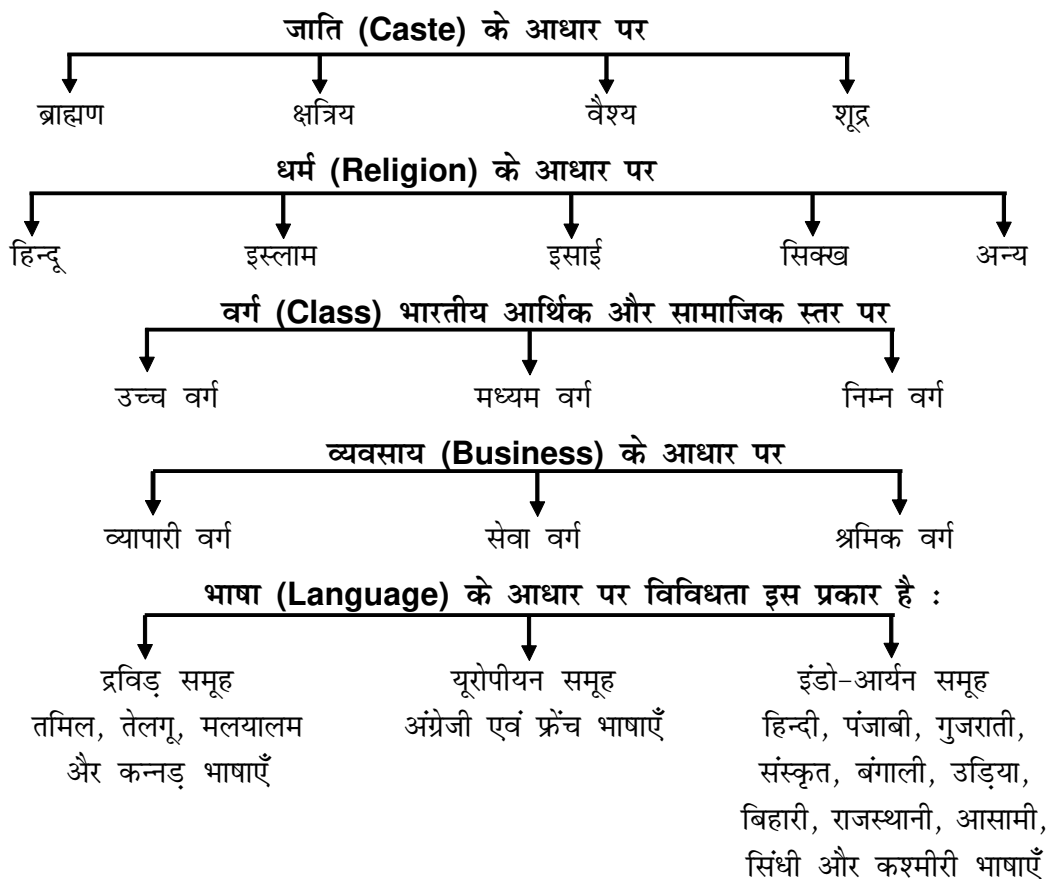 जाति (Caste) के आधार पर
ब्राह्मण क्षत्रिय वैश्य शूद्र
धर्म (Religion) के आधार पर
हिन्दू इस्लाम इसाई सिक्ख अन्य
वर्ग (Class) भारतीय आर्थिक और सामाजिक स्तर पर
उच्च वर्ग मध्यम वर्ग निम्न वर्ग
व्यवसाय (Business) के आधार पर
व्यापारी वर्ग सेवा वर्ग श्रमिक वर्ग
भाषा (Language) के आधार पर विविधता इस प्रकार है :
द्रविड़ समूह
तमिल, तेलगू, मलयालम
अैर कन्नड़ भाषाएँ
यूरोपीयन समूह
अंग्रेजी एवं फ्रेंच भाषाएँ
इंडो-आर्यन समूह
हिन्दी, पंजाबी, गुजराती,
संस्कृत, बंगाली, उड़िया,
बिहारी, राजस्थानी, आसामी,
सिंधी और कश्मीरी भाषाएँ